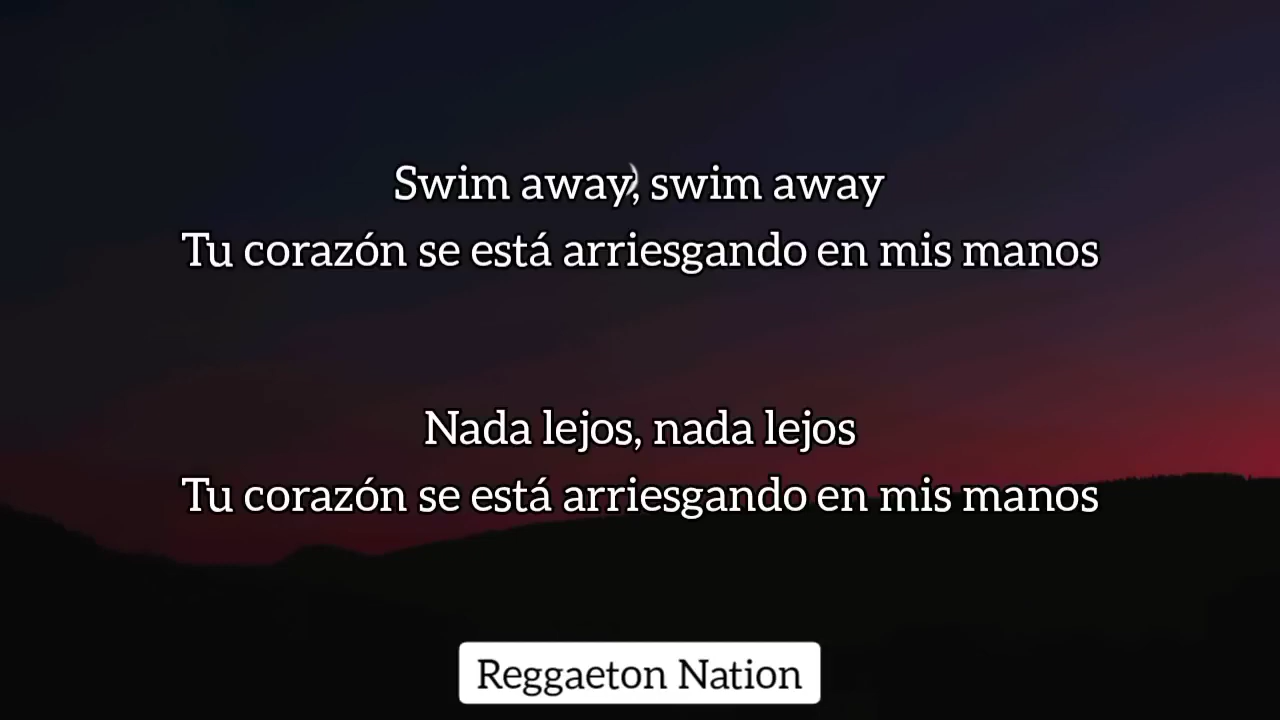 Swim away, swim away
Tu corazón se está arriesgando en mis manos
Nada lejos, nada lejos
Tu corazón se está arriesgando en mis manos
Reggaeton Nation